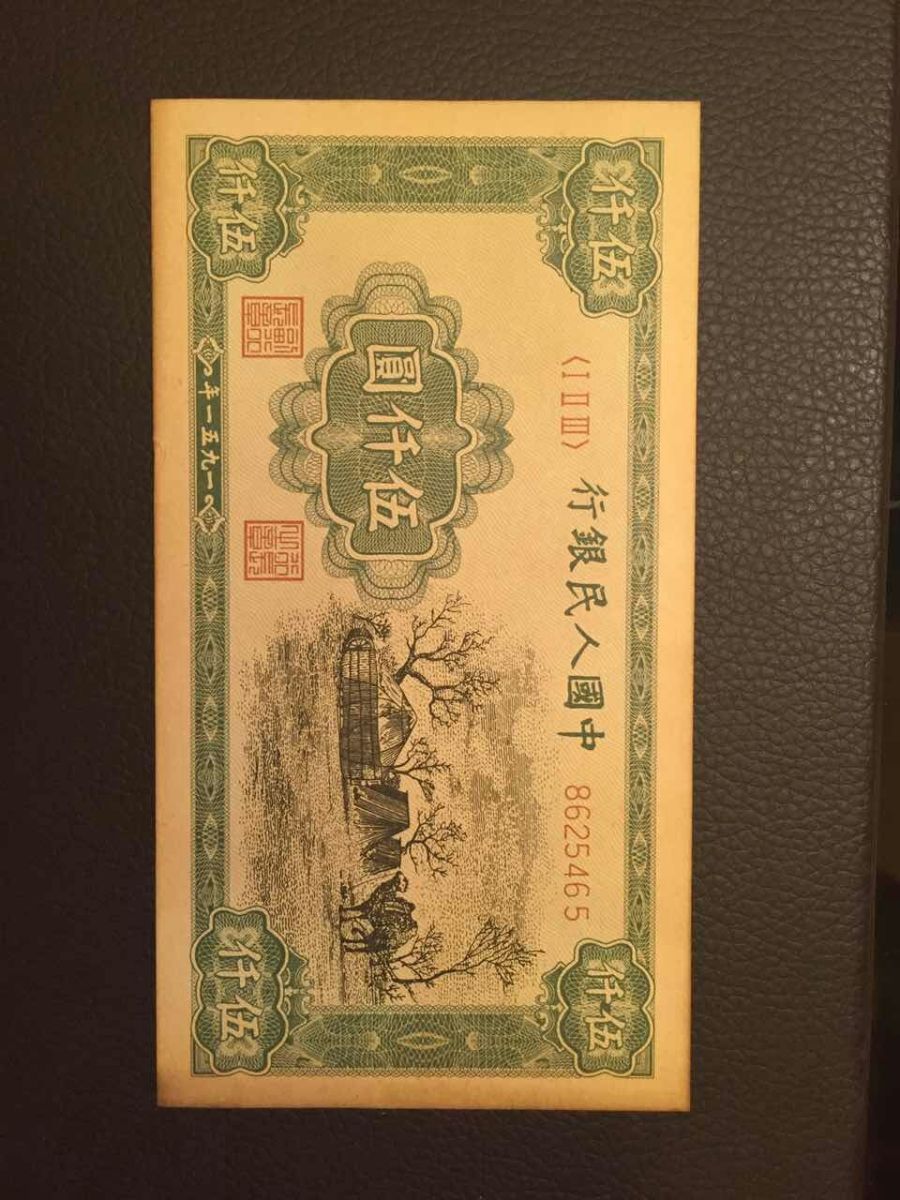 伍仟
伍仟
〈I II III〉
中國人民銀行
8625465
伍仟圓
伍仟
伍仟
一九五一年